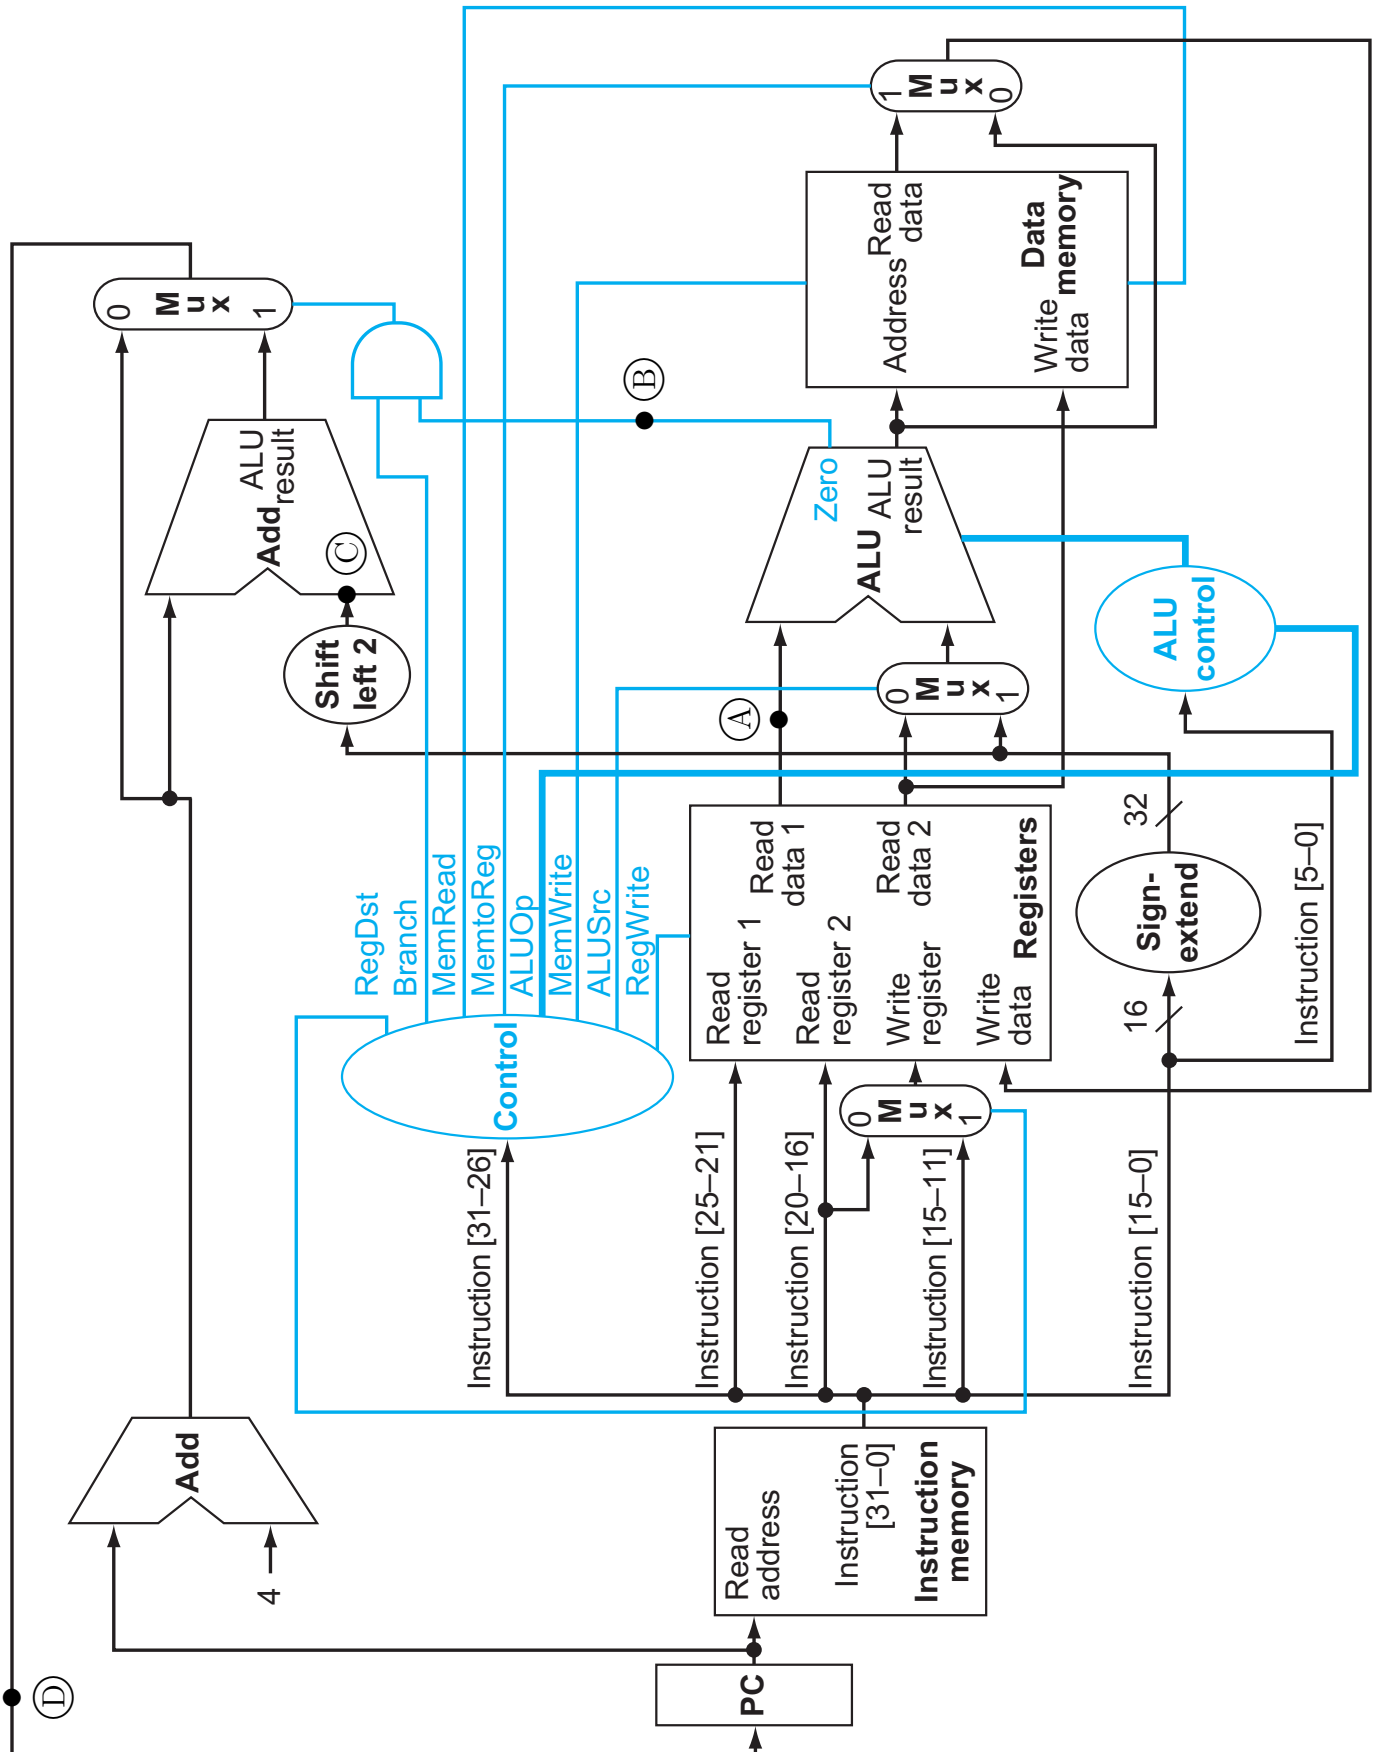 D
PC
4
Add
Read
address
Instruction
[31–0]
Instruction
memory
Instruction [31–26]
Instruction [25–21]
Instruction [20–16]
Instruction [15–11]
Instruction [15–0]
Control
RegDst
Branch
MemRead
MemtoReg
ALUOp
MemWrite
ALUSrc
RegWrite
0
M
u
x
1
Read
register 1
Read
register 2
Write
register
Write
data
Read
data 1
Read
data 2
Registers
16
Sign-
extend
32
Instruction [5–0]
A
0
M
u
x
1
Shift
left 2
C
Add
ALU
result
ALU
control
Zero
ALU
ALU
result
B
0
M
u
x
1
Address
Write
data
Read
data
Data
memory
1
M
u
x
0